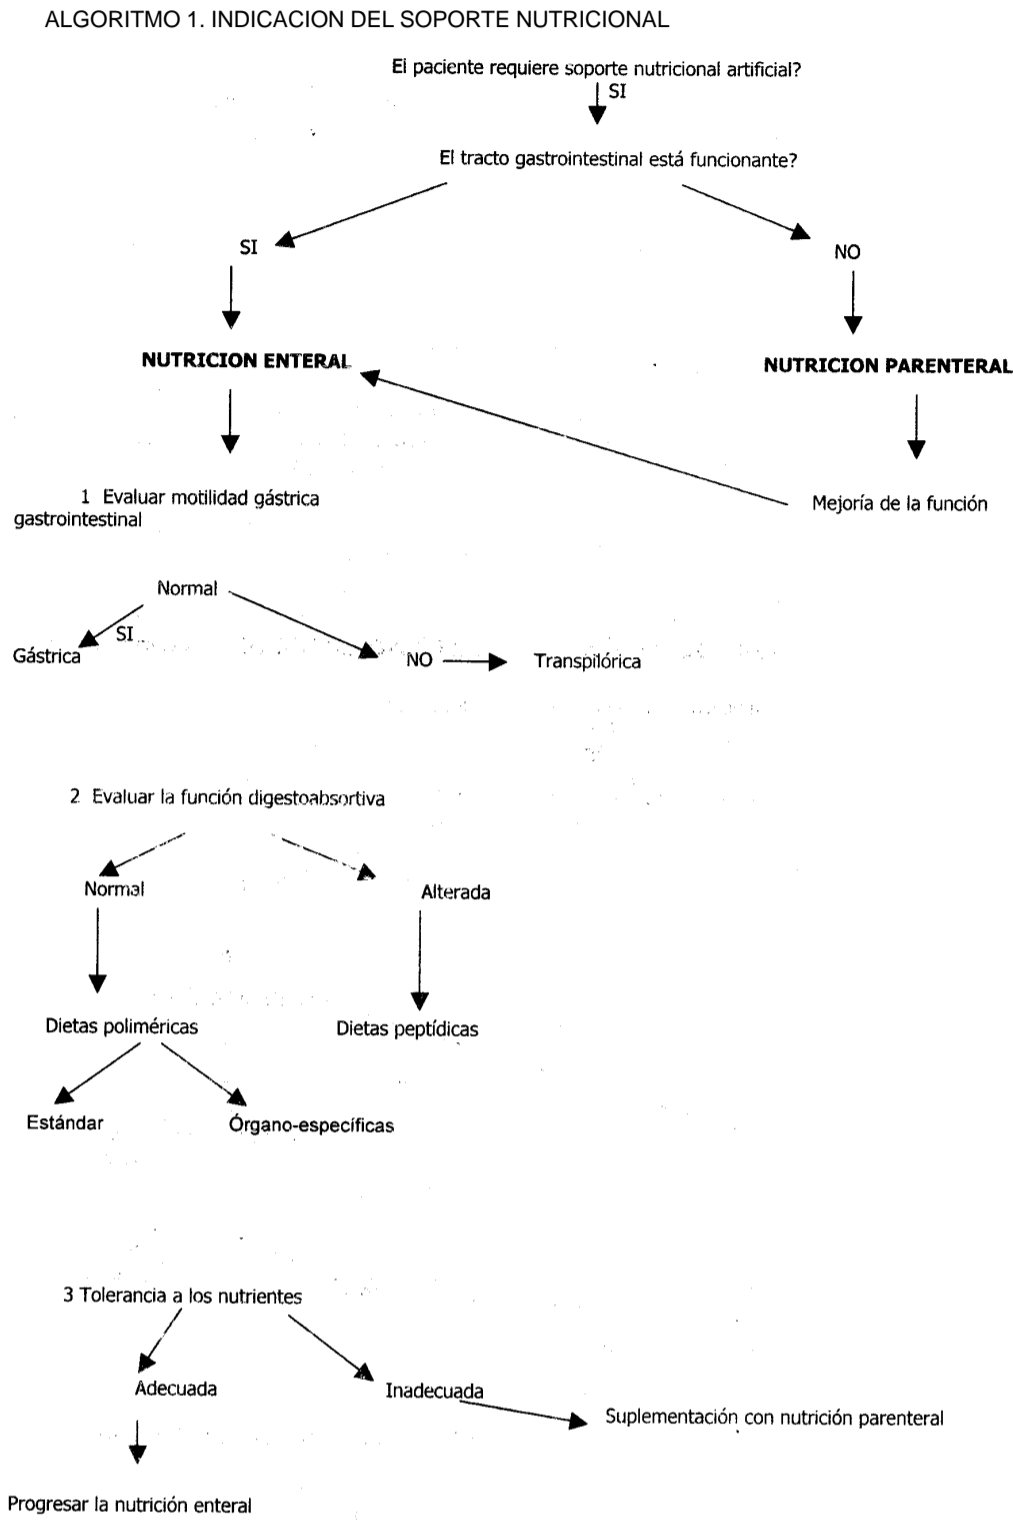 ALGORITMO 1. INDICACION DEL SOPORTE NUTRICIONAL
El paciente requiere soporte nutricional artificial?
SI
El tracto gastrointestinal está funcionante?
SI
NO
NUTRICION ENTERAL
NUTRICION PARENTERAL
1 Evaluar motilidad gástrica
gastrointestinal
Mejoría de la función
Normal
SI
Gástrica
NO
Transpilórica
2 Evaluar la función digestoabsortiva
Normal
Alterada
Dietas poliméricas
Dietas peptídicas
Estándar
Órgano-específicas
3 Tolerancia a los nutrientes
Adecuada
Inadecuada
Suplementación con nutrición parenteral
Progresar la nutrición enteral